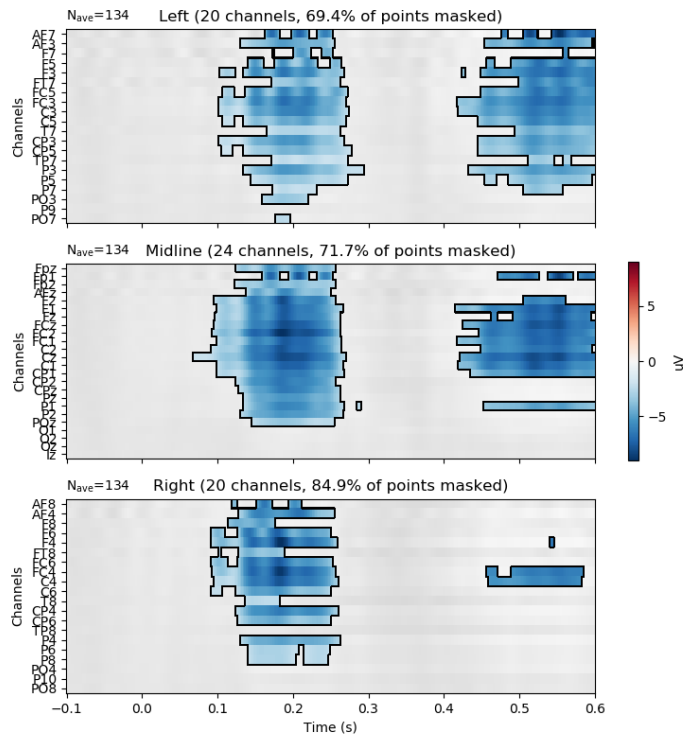 N_ave=134
Left (20 channels, 69.4% of points masked)
Channels
AF7
AF3
F7
F5
F3
FT7
FC5
FC3
C3
C5
T7
CP3
CP5
TP7
P3
P5
P7
PO3
P9
PO7
N_ave=134
Midline (24 channels, 71.7% of points masked)
Channels
Fpz
Fp1
Fp2
AFz
F2
F1
Fz
FC2
FC1
C2
C1
CP1
CP2
CPz
Pz
P1
P2
POz
O1
O2
Oz
Iz
5
0
−5
uV
N_ave=134
Right (20 channels, 84.9% of points masked)
Channels
AF8
AF4
F8
F6
F4
FT8
FC6
FC4
C4
C6
T8
CP4
CP6
TP8
P4
P6
P8
PO4
P10
PO8
−0.1 0.0 0.1 0.2 0.3 0.4 0.5 0.6
Time (s)